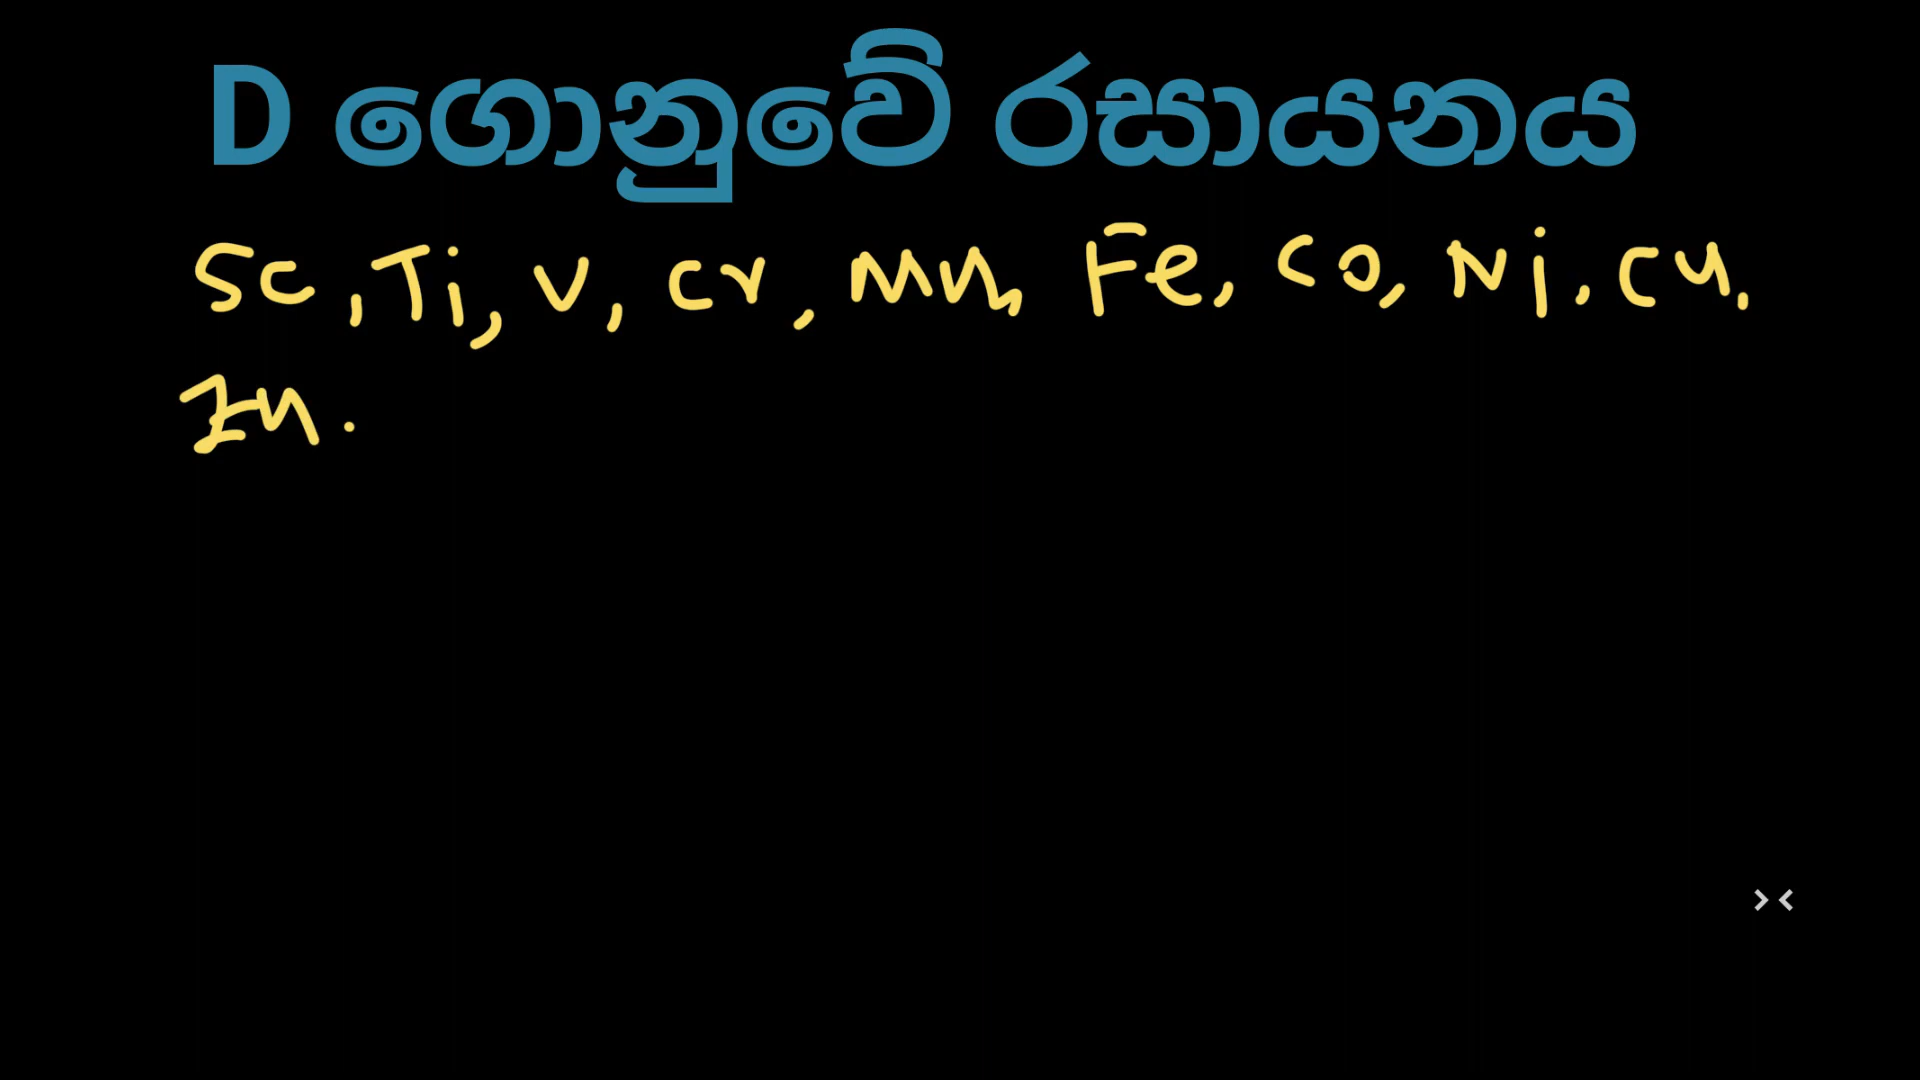 D ගොනුවේ රසායනය
Sc, Ti, V, Cr, Mn, Fe, Co, Ni, Cu,
Zn.